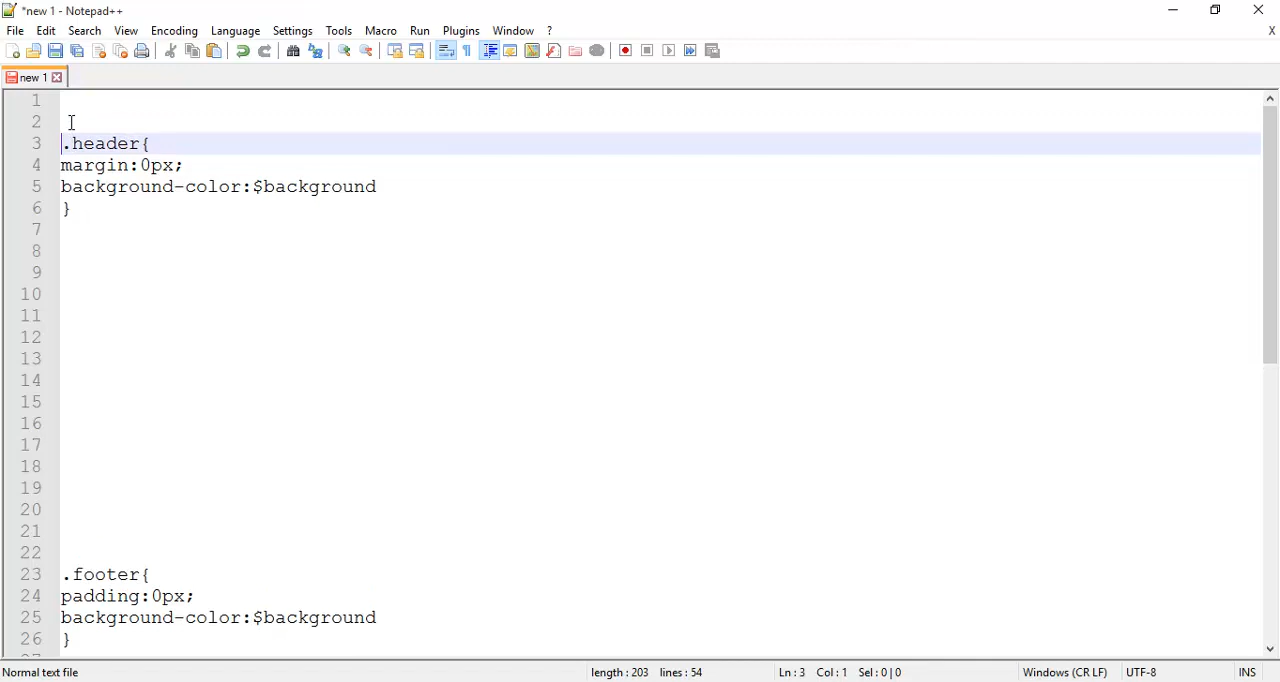 *new 1 - Notepad++
File Edit Search View Encoding Language Settings Tools Macro Run Plugins Window ? X
new 1
1
2
3 .header{
4 margin:0px;
5 background-color:$background
6 }
7
8
9
10
11
12
13
14
15
16
17
18
19
20
21
22
23 .footer{
24 padding:0px;
25 background-color:$background
26 }
Normal text file length : 203 lines : 54 Ln : 3 Col : 1 Sel : 0 | 0 Windows (CR LF) UTF-8 INS